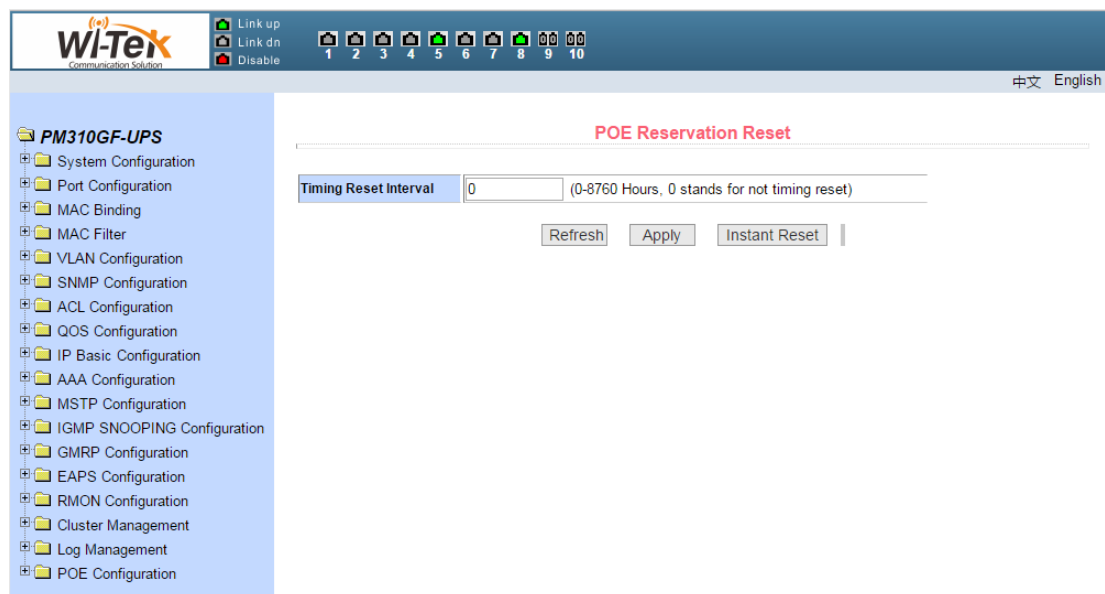 WI-TeK
Communication Solution
Link up
Link dn
Disable
1 2 3 4 5 6 7 8 9 10
中文 English
PM310GF-UPS
System Configuration
Port Configuration
MAC Binding
MAC Filter
VLAN Configuration
SNMP Configuration
ACL Configuration
QOS Configuration
IP Basic Configuration
AAA Configuration
MSTP Configuration
IGMP SNOOPING Configuration
GMRP Configuration
EAPS Configuration
RMON Configuration
Cluster Management
Log Management
POE Configuration
POE Reservation Reset
Timing Reset Interval 0 (0-8760 Hours, 0 stands for not timing reset)
Refresh Apply Instant Reset